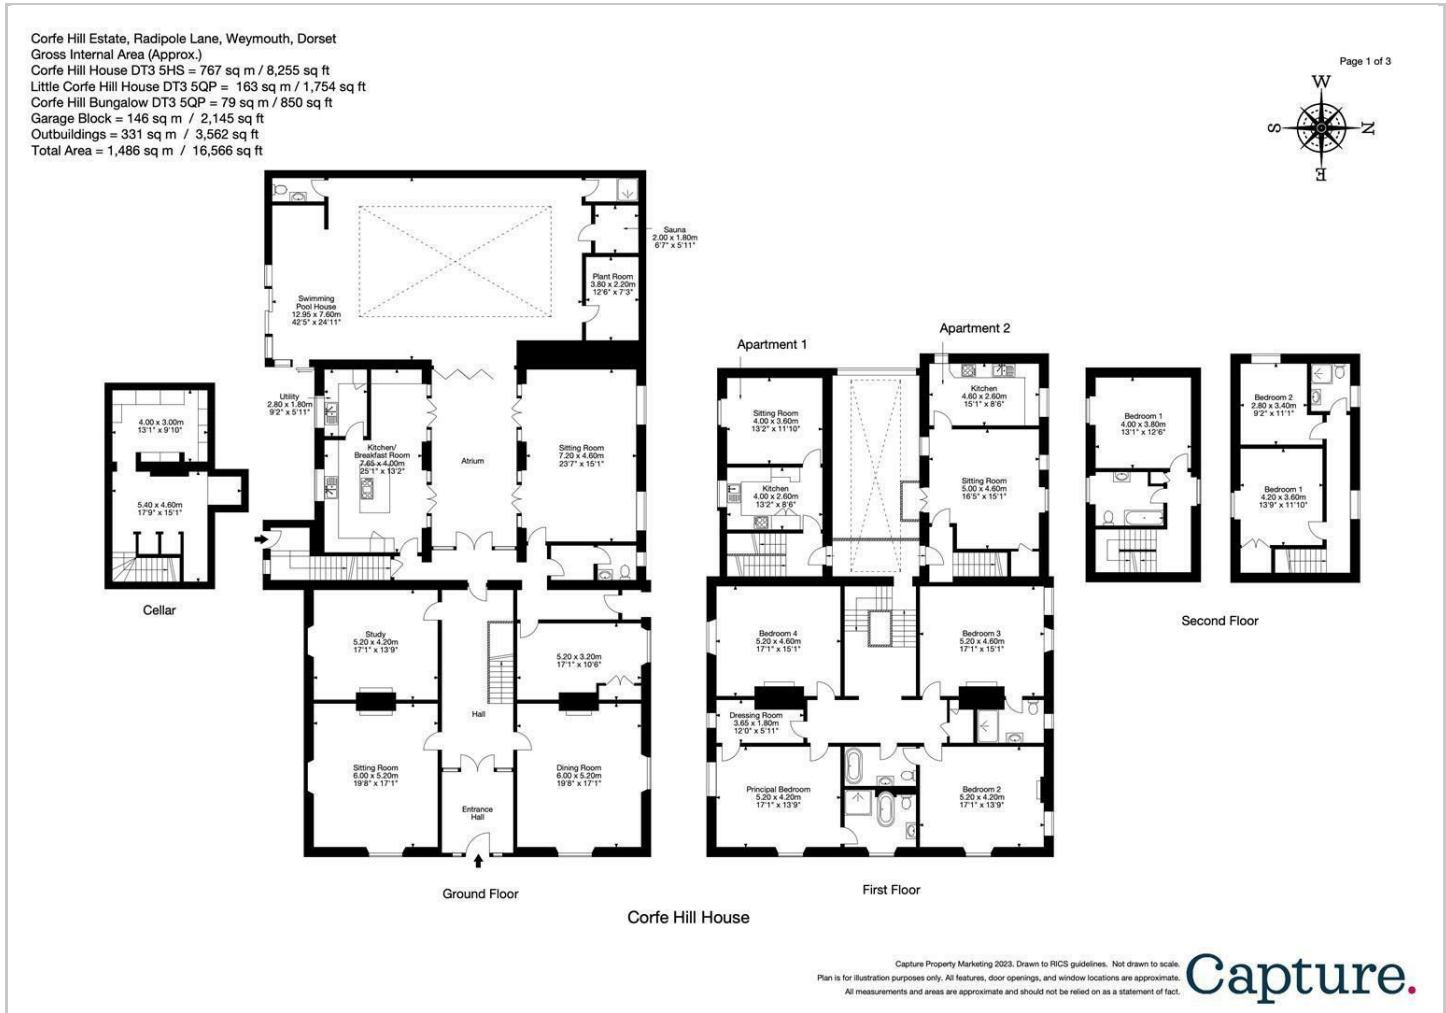 Corfe Hill Estate, Radipole Lane, Weymouth, Dorset
Gross Internal Area (Approx.)
Corfe Hill House DT3 5HS = 767 sq m / 8,255 sq ft
Little Corfe Hill House DT3 5QP = 163 sq m / 1,754 sq ft
Corfe Hill Bungalow DT3 5QP = 79 sq m / 850 sq ft
Garage Block = 146 sq m / 2,145 sq ft
Outbuildings = 331 sq m / 3,562 sq ft
Total Area = 1,486 sq m / 16,566 sq ft
Page 1 of 3
W
S
N
E
Sauna
2.00 x 1.80m
6'7" x 5'11"
Plant Room
3.80 x 2.20m
12'6" x 7'3"
Swimming
Pool House
12.95 x 7.60m
42'5" x 24'11"
Utility
2.80 x 1.80m
9'2" x 5'11"
Kitchen/
Breakfast Room
7.65 x 4.00m
25'1" x 13'2"
Atrium
Sitting Room
7.20 x 4.60m
23'7" x 15'1"
4.00 x 3.00m
13'1" x 9'10"
5.40 x 4.60m
17'9" x 15'1"
Cellar
Study
5.20 x 4.20m
17'1" x 13'9"
5.20 x 3.20m
17'1" x 10'6"
Hall
Sitting Room
6.00 x 5.20m
19'8" x 17'1"
Dining Room
6.00 x 5.20m
19'8" x 17'1"
Entrance
Hall
Ground Floor
Apartment 1
Apartment 2
Sitting Room
4.00 x 3.60m
13'2" x 11'10"
Kitchen
4.00 x 2.60m
13'2" x 8'6"
Kitchen
4.60 x 2.60m
15'1" x 8'6"
Sitting Room
5.00 x 4.60m
16'5" x 15'1"
Bedroom 4
5.20 x 4.60m
17'1" x 15'1"
Bedroom 3
5.20 x 4.60m
17'1" x 15'1"
Dressing Room
3.65 x 1.80m
12'0" x 5'11"
Principal Bedroom
5.20 x 4.20m
17'1" x 13'9"
Bedroom 2
5.20 x 4.20m
17'1" x 13'9"
First Floor
Bedroom 1
4.00 x 3.80m
13'1" x 12'6"
Bedroom 2
2.80 x 3.40m
9'2" x 11'1"
Bedroom 1
4.20 x 3.60m
13'9" x 11'10"
Second Floor
Corfe Hill House
Capture Property Marketing 2023. Drawn to RICS guidelines. Not drawn to scale.
Plan is for illustration purposes only. All features, door openings, and window locations are approximate.
All measurements and areas are approximate and should not be relied on as a statement of fact.
Capture.